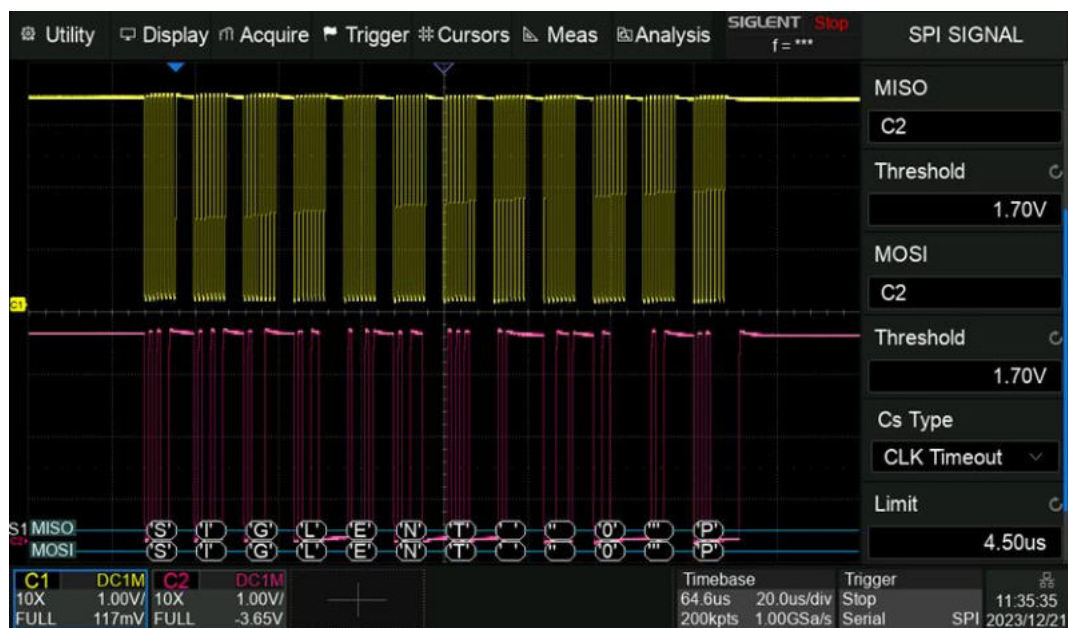 Utility Display Acquire Trigger Cursors Meas Analysis SIGLENT Stop
f = ***
SPI SIGNAL
MISO
C2
Threshold
1.70V
MOSI
C2
Threshold
1.70V
Cs Type
CLK Timeout
Limit
4.50us
C1
S1 MISO 'S' 'I' 'G' 'L' 'E' 'N' 'T' ' ' '' '0' ''' 'P'
C2 MOSI 'S' 'I' 'G' 'L' 'E' 'N' 'T' ' ' '' '0' ''' 'P'
C1 DC1M C2 DC1M
10X 1.00V/ 10X 1.00V/
FULL 117mV FULL -3.65V
Timebase
64.6us 20.0us/div
200kpts 1.00GSa/s
Trigger
Stop
Serial SPI
11:35:35
2023/12/21